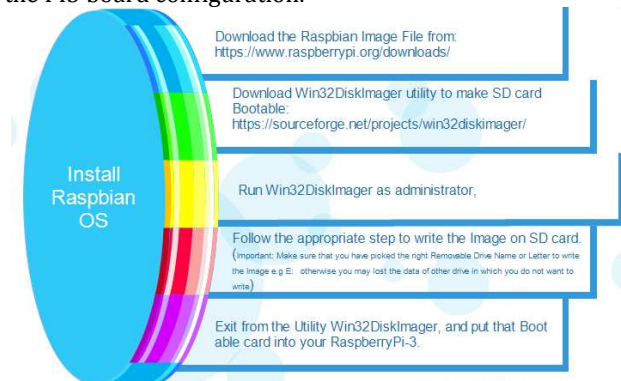 the Pi3 board configuration.
Download the Raspbian Image File from:
https://www.raspberrypi.org/downloads/
Download Win32DiskImager utility to make SD card
Bootable:
https://sourceforge.net/projects/win32diskimager/
Install
Raspbian
OS
Run Win32DiskImager as administrator,
Follow the appropriate step to write the Image on SD card.
(Important: Make sure that you have picked the right Removable Drive Name or Letter to write
the Image e.g E: otherwise you may lost the data of other drive in which you do not want to
write)
Exit from the Utility Win32DiskImager, and put that Boot
able card into your RaspberryPi-3.